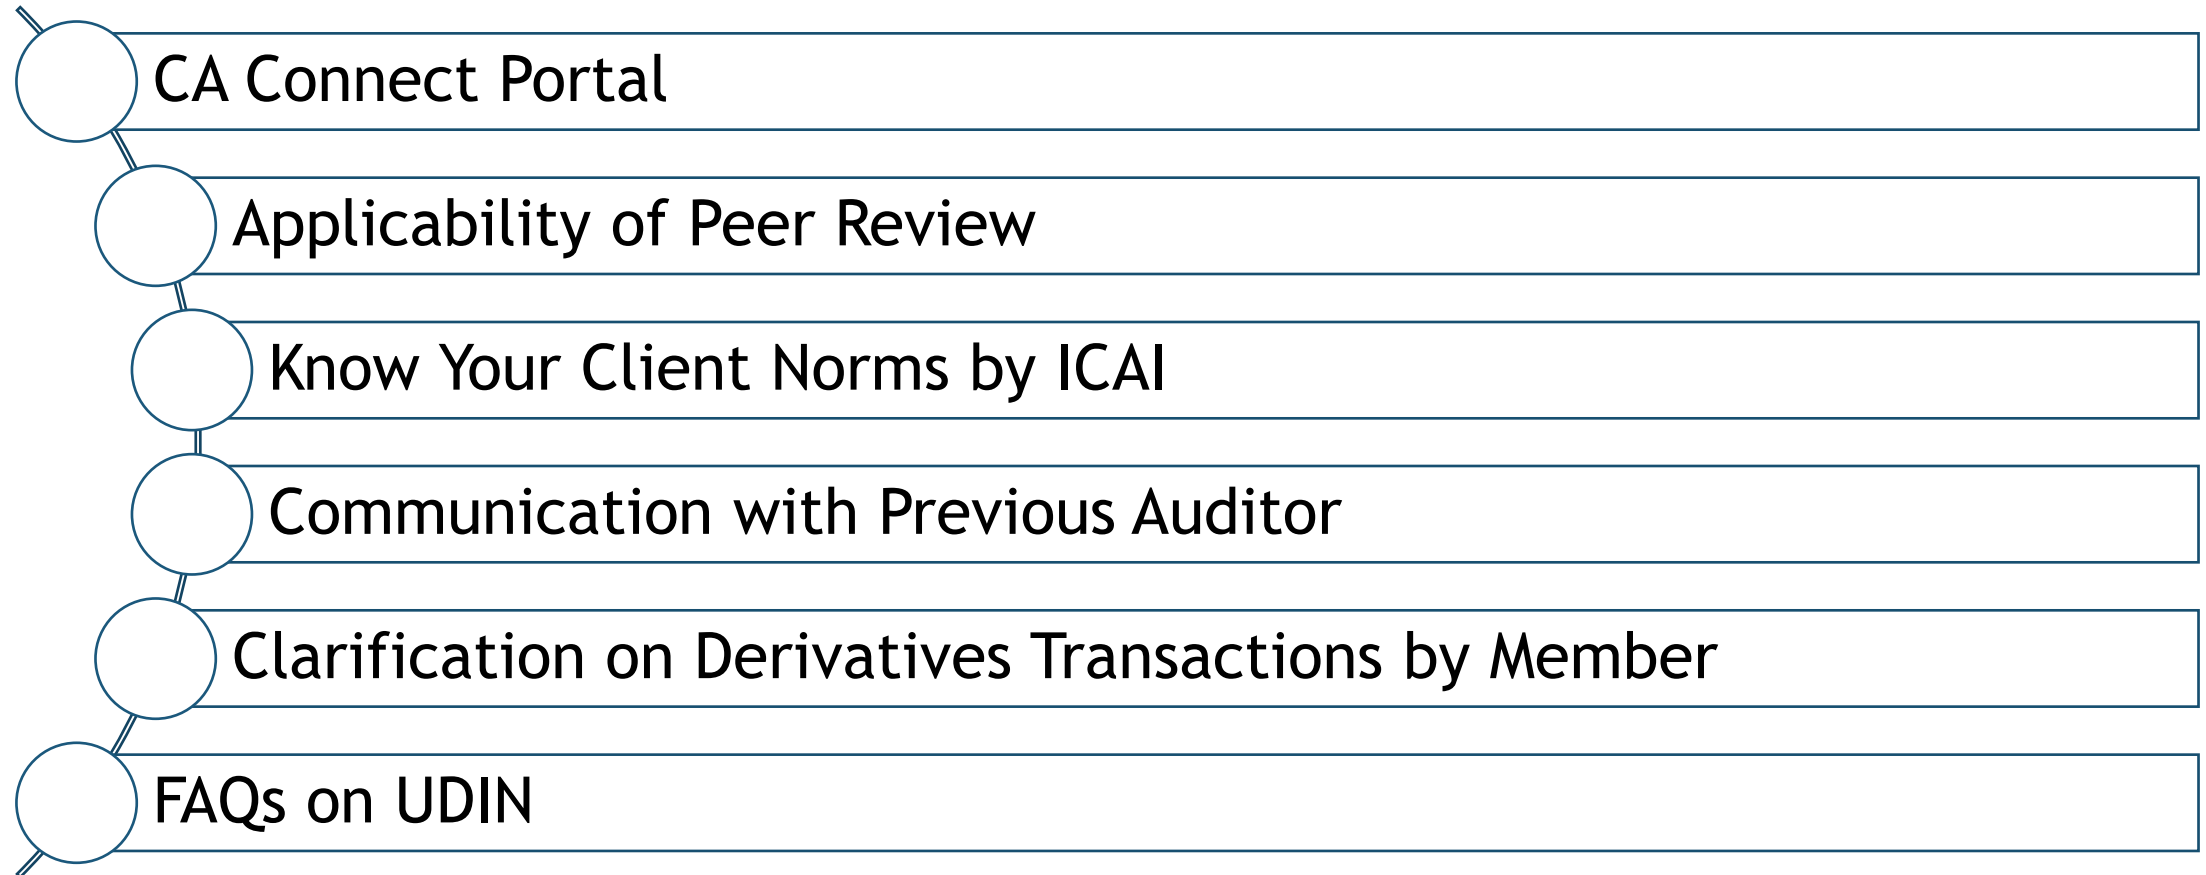 CA Connect Portal
Applicability of Peer Review
Know Your Client Norms by ICAI
Communication with Previous Auditor
Clarification on Derivatives Transactions by Member
FAQs on UDIN